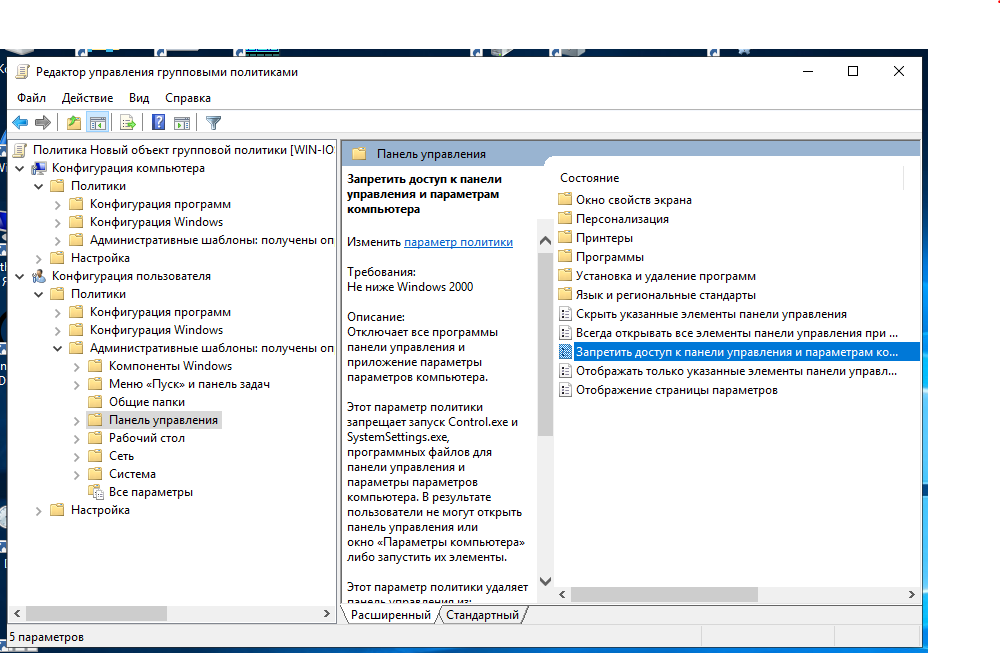 Редактор управления групповыми политиками
Файл Действие Вид Справка
Политика Новый объект групповой политики [WIN-IO
Конфигурация компьютера
Политики
Конфигурация программ
Конфигурация Windows
Административные шаблоны: получены оп
Настройка
Конфигурация пользователя
Политики
Конфигурация программ
Конфигурация Windows
Административные шаблоны: получены оп
Компоненты Windows
Меню «Пуск» и панель задач
Общие папки
Панель управления
Рабочий стол
Сеть
Система
Все параметры
Настройка
Панель управления
Запретить доступ к панели
управления и параметрам
компьютера
Изменить параметр политики
Требования:
Не ниже Windows 2000
Описание:
Отключает все программы
панели управления и
приложение параметры
параметров компьютера.
Этот параметр политики
запрещает запуск Control.exe и
SystemSettings.exe,
программных файлов для
панели управления и
параметры параметров
компьютера. В результате
пользователи не могут открыть
панель управления или
окно «Параметры компьютера»
либо запустить их элементы.
Этот параметр политики удаляет
панель управления из:
Состояние
Окно свойств экрана
Персонализация
Принтеры
Программы
Установка и удаление программ
Язык и региональные стандарты
Скрыть указанные элементы панели управления
Всегда открывать все элементы панели управления при ...
Запретить доступ к панели управления и параметрам ко...
Отображать только указанные элементы панели управл...
Отображение страницы параметров
Расширенный Стандартный
5 параметров